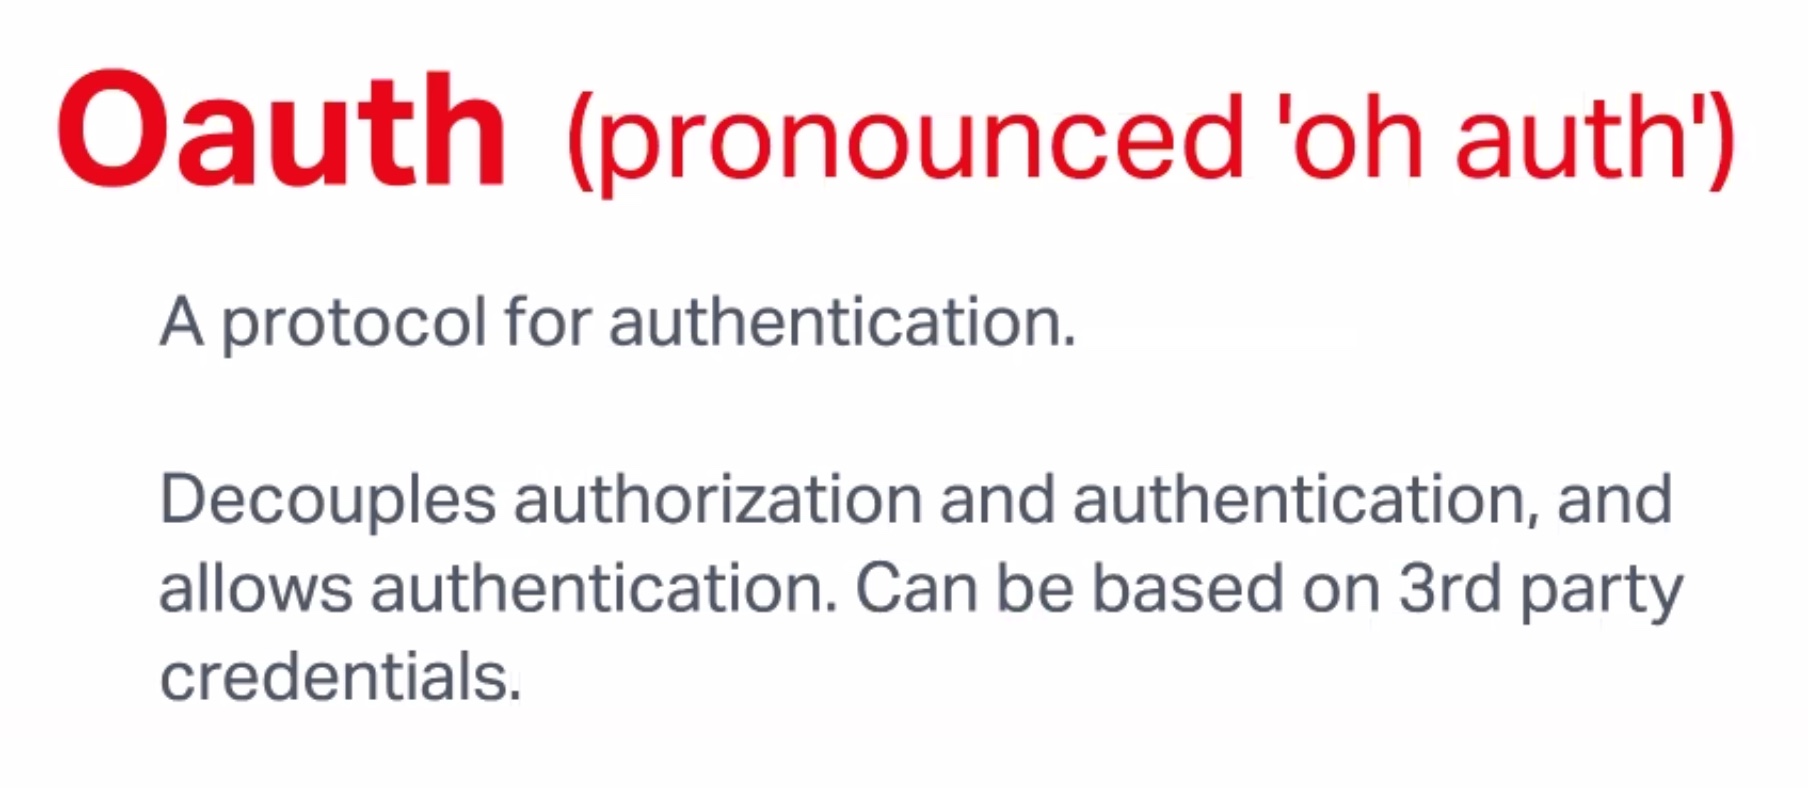 Oauth (pronounced 'oh auth')
A protocol for authentication.
Decouples authorization and authentication, and
allows authentication. Can be based on 3rd party
credentials.